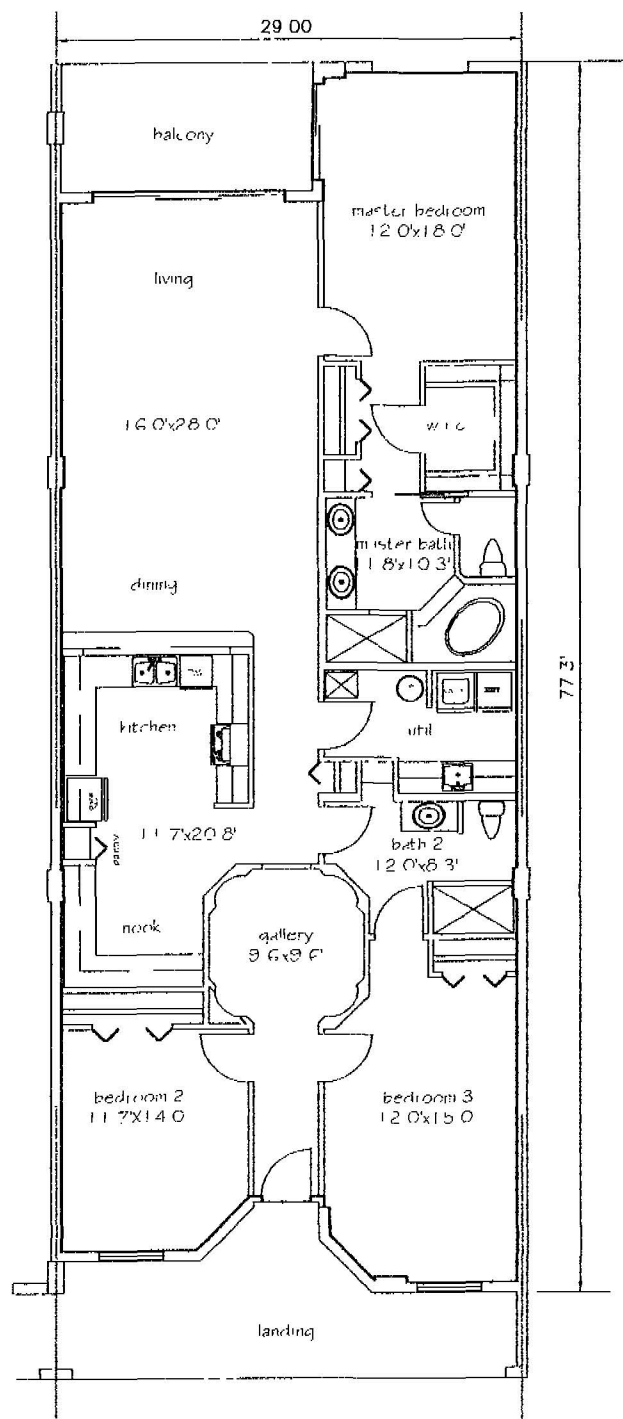 29.00
balcony
master bedroom
12.0'x18.0'
living
16.0'x28.0'
W.I.C
master bath
dining
77.3'
kitchen
util
11.7'x20.8'
pantry
bath 2
12.0'x8.3'
nook
gallery
9.6'x9.6'
bedroom 2
11.7'X14.0
bedroom 3
12.0'x15.0
landing